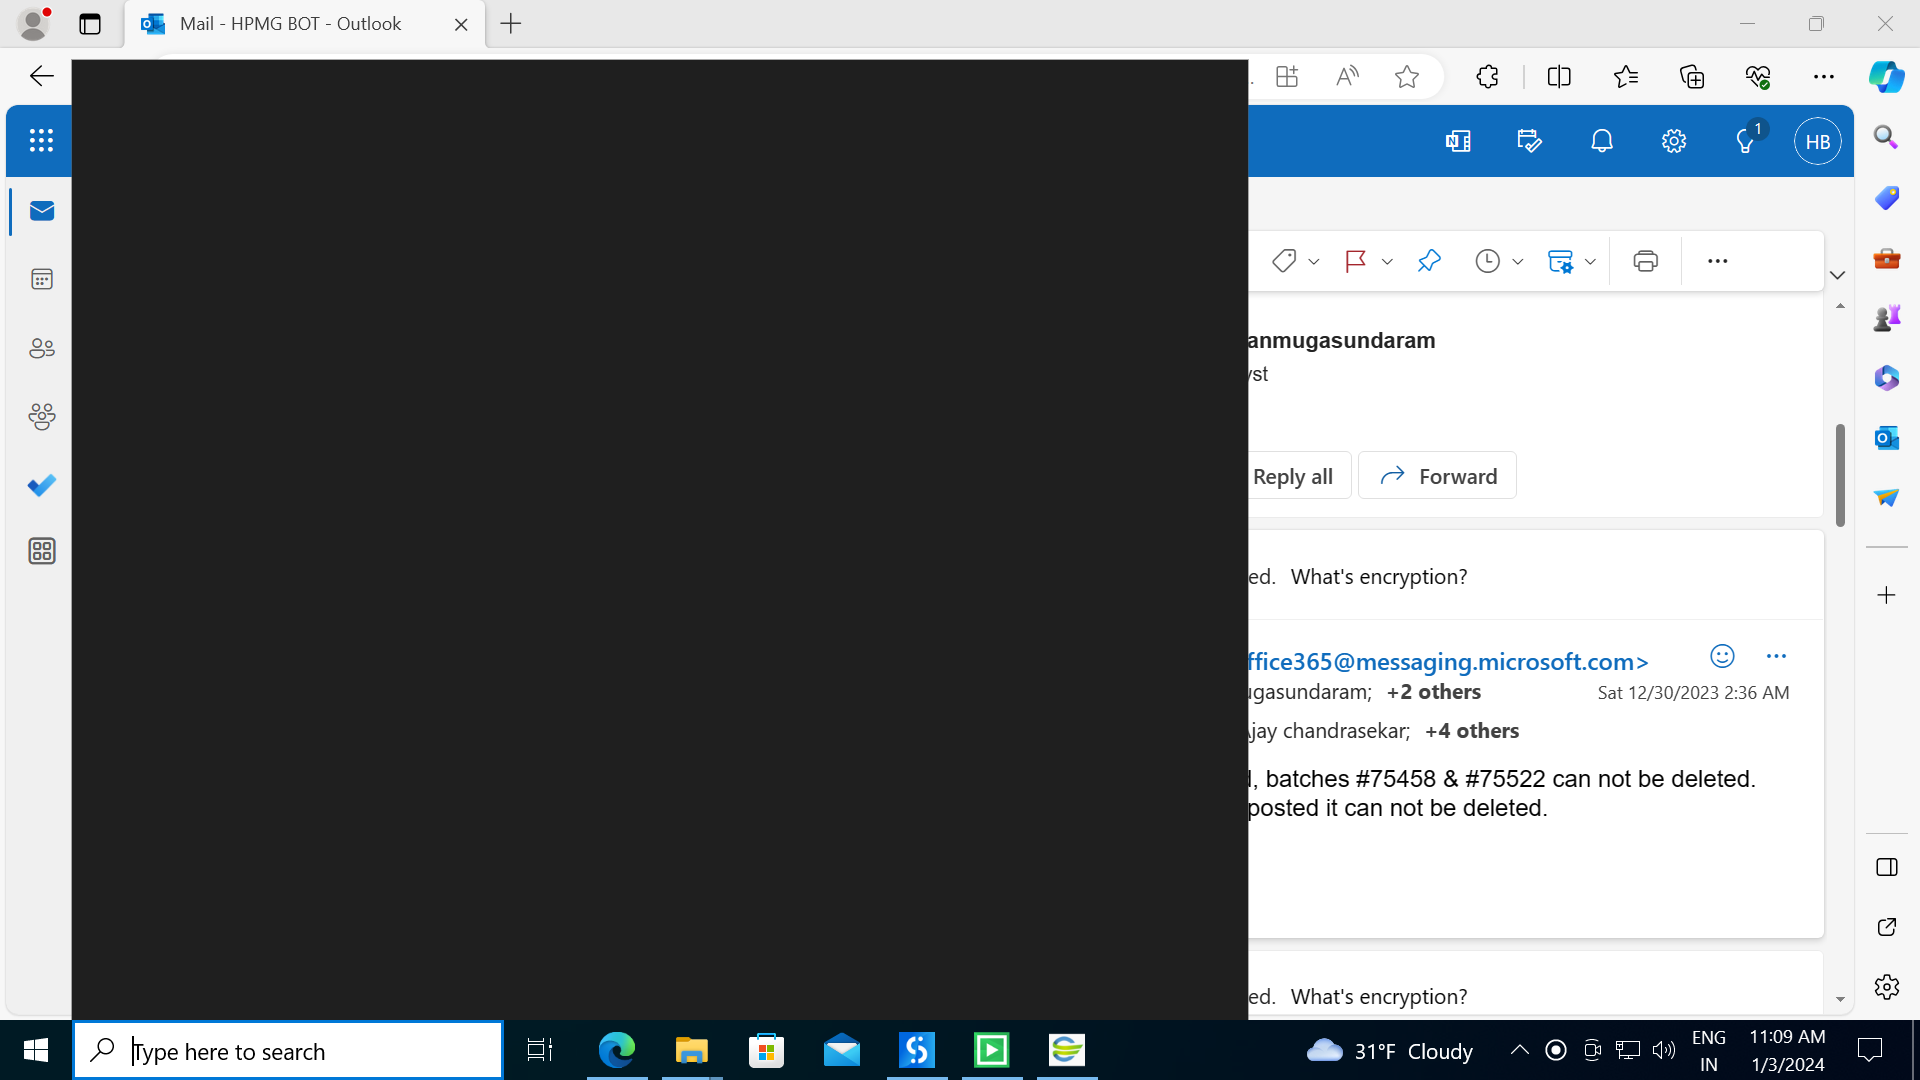 Mail - HPMG BOT - Outlook
1
HB
anmugasundaram
yst
Reply all
Forward
ed. What's encryption?
ffice365@messaging.microsoft.com>
ugasundaram; +2 others
Sat 12/30/2023 2:36 AM
Ajay chandrasekar; +4 others
d, batches #75458 & #75522 can not be deleted.
posted it can not be deleted.
ed. What's encryption?
Type here to search
31°F Cloudy
ENG
IN
11:09 AM
1/3/2024